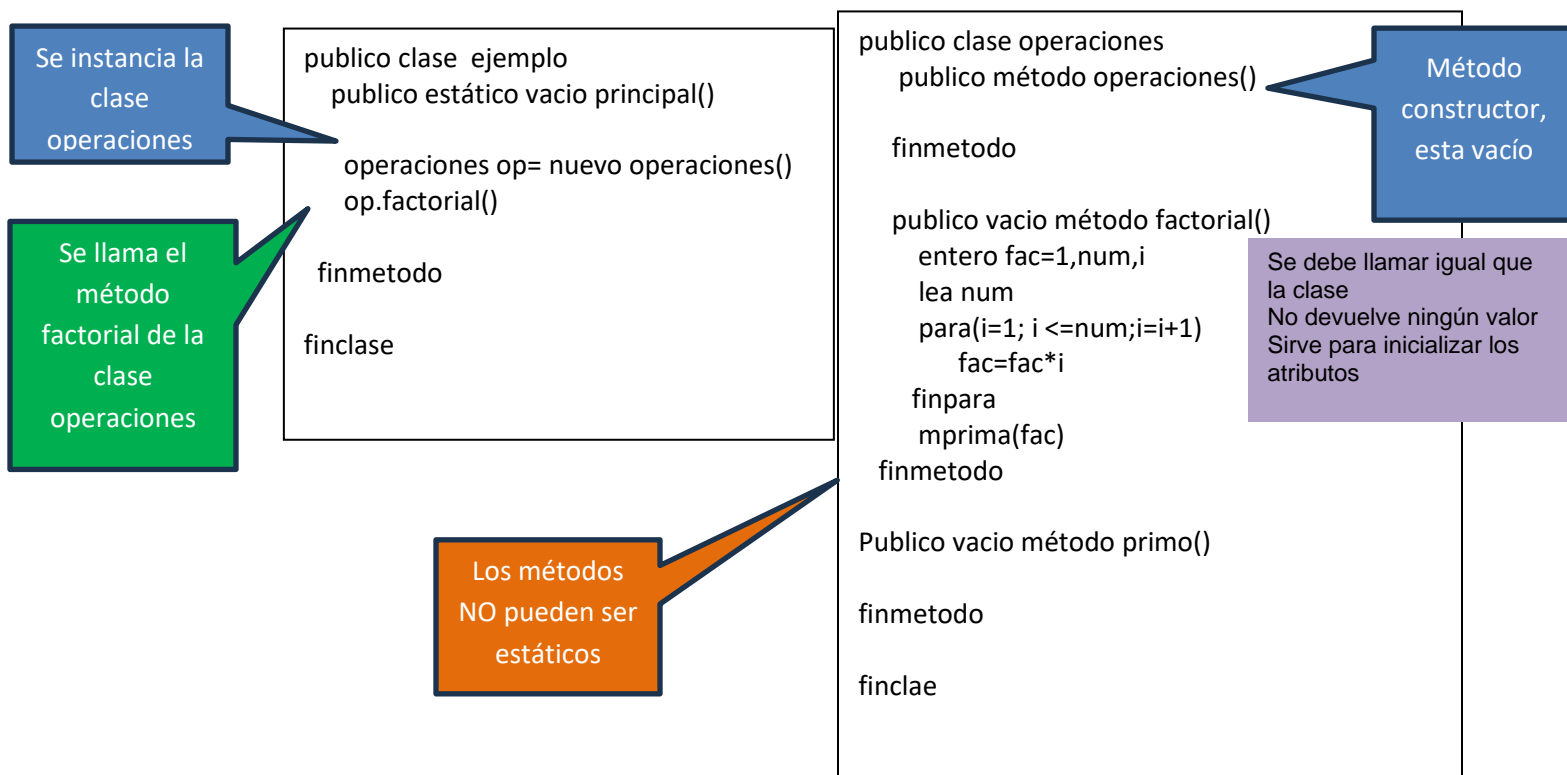 Se instancia la
clase
operaciones
Se llama el
método
factorial de la
clase
operaciones
publico clase ejemplo
publico estático vacio principal()
operaciones op= nuevo operaciones()
op.factorial()
finmetodo
finclase
publico clase operaciones
publico método operaciones()
finmetodo
publico vacio método factorial()
entero fac=1,num,i
lea num
para(i=1; i <=num;i=i+1)
fac=fac*i
finpara
mprima(fac)
finmetodo
Publico vacio método primo()
finmetodo
finclae
Método
constructor,
esta vacío
Se debe llamar igual que
la clase
No devuelve ningún valor
Sirve para inicializar los
atributos
Los métodos
NO pueden ser
estáticos